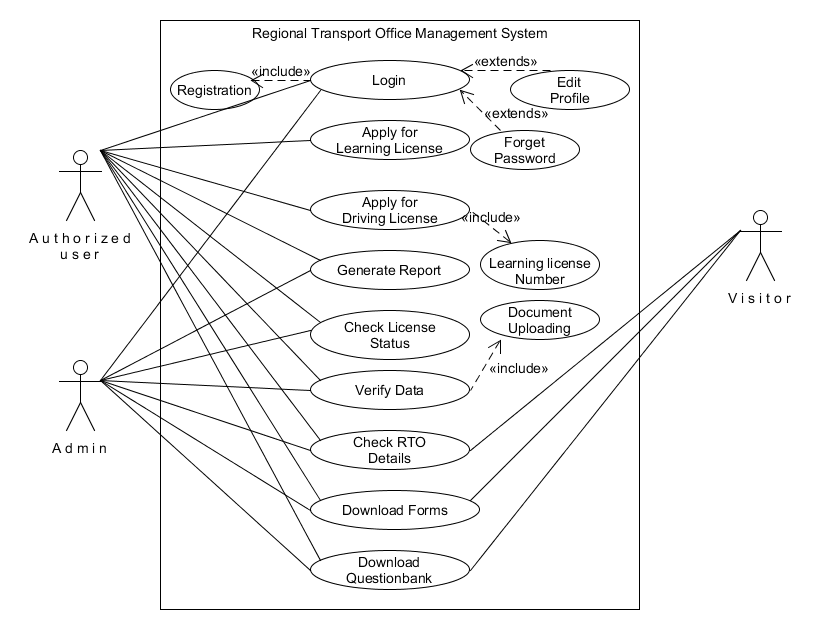 Regional Transport Office Management System
«include»
«extends»
Registration
Login
Edit
Profile
«extends»
Apply for
Learning License
Forget
Password
Apply for
Driving License
«include»
Authorized
user
Learning license
Number
Generate Report
Visitor
Document
Uploading
Check License
Status
«include»
Verify Data
Admin
Check RTO
Details
Download Forms
Download
Questionbank